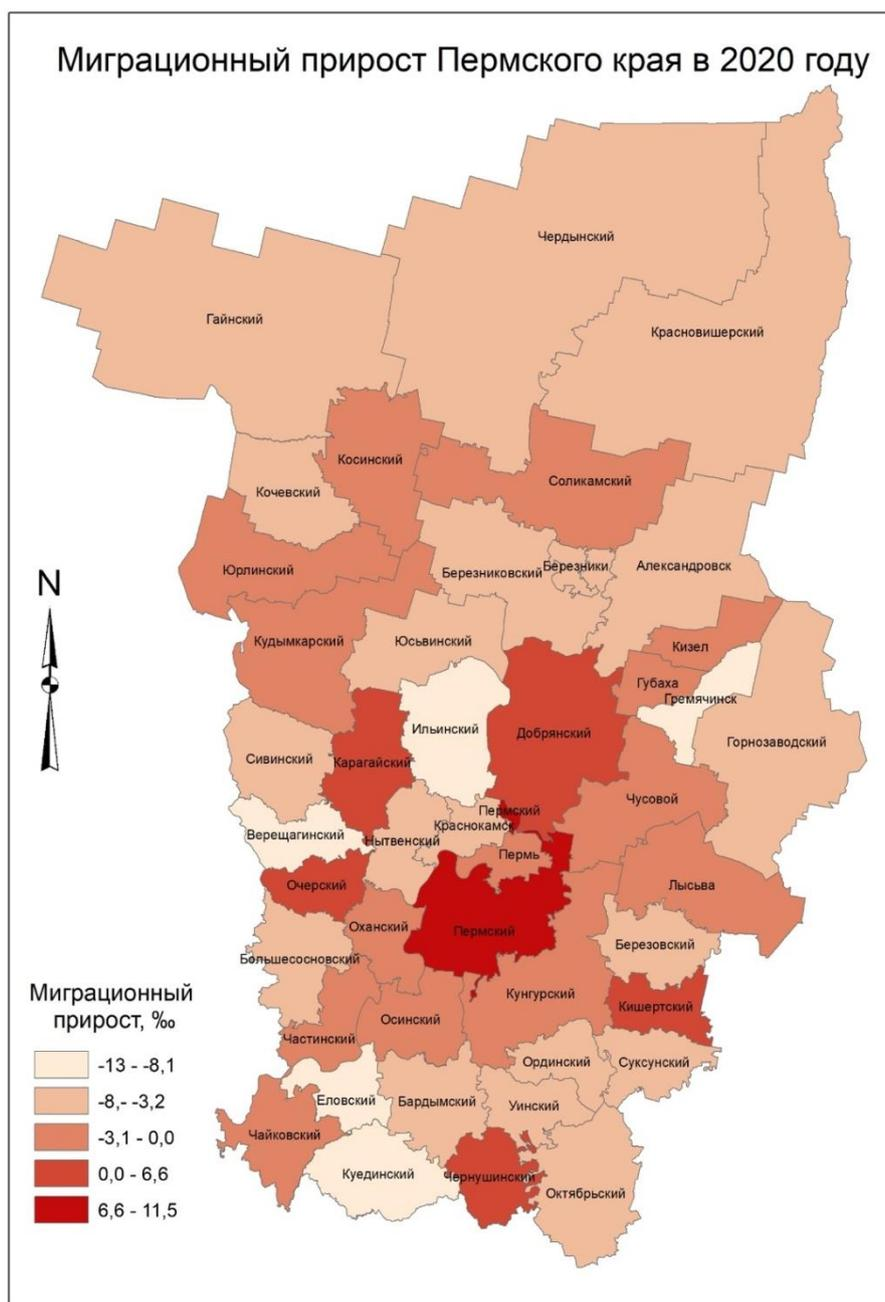 Миграционный прирост Пермского края в 2020 году
Чердынский
Гайнский
Красновишерский
Косинский
Соликамский
Кочевский
Юрлинский
Березниковский
Березники
Александровск
N
Кудымкарский
Юсьвинский
Кизел
Губаха
Гремячинск
Ильинский
Добрянский
Горнозаводский
Сивинский
Карагайский
Чусовой
Пермский
Краснокамск
Верещагинский
Нытвенский
Пермь
Очерский
Лысьва
Оханский
Пермский
Березовский
Большесосновский
Кунгурский
Кишертский
Осинский
Частинский
Ординский
Суксунский
Еловский
Бардымский
Уинский
Чайковский
Куединский
Чернушинский
Октябрьский
Миграционный
прирост, ‰
-13 - -8,1
-8,- -3,2
-3,1 - 0,0
0,0 - 6,6
6,6 - 11,5